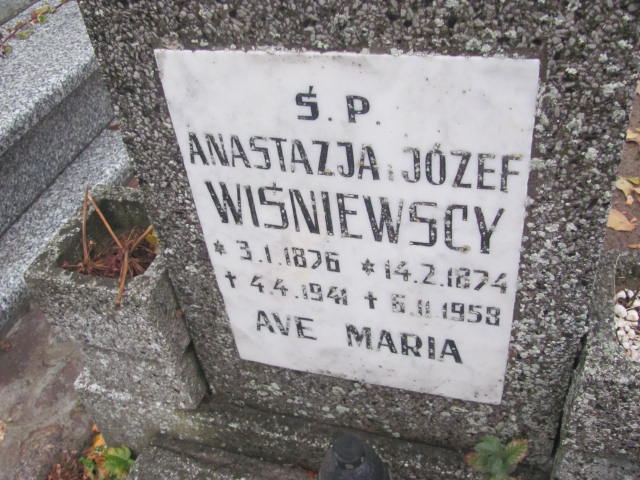 Ś. P.
ANASTAZJA i JÓZEF
WIŚNIEWSCY
* 3.1.1876 * 14.2.1874
† 4.4.1941 † 6.11.1958
AVE MARIA